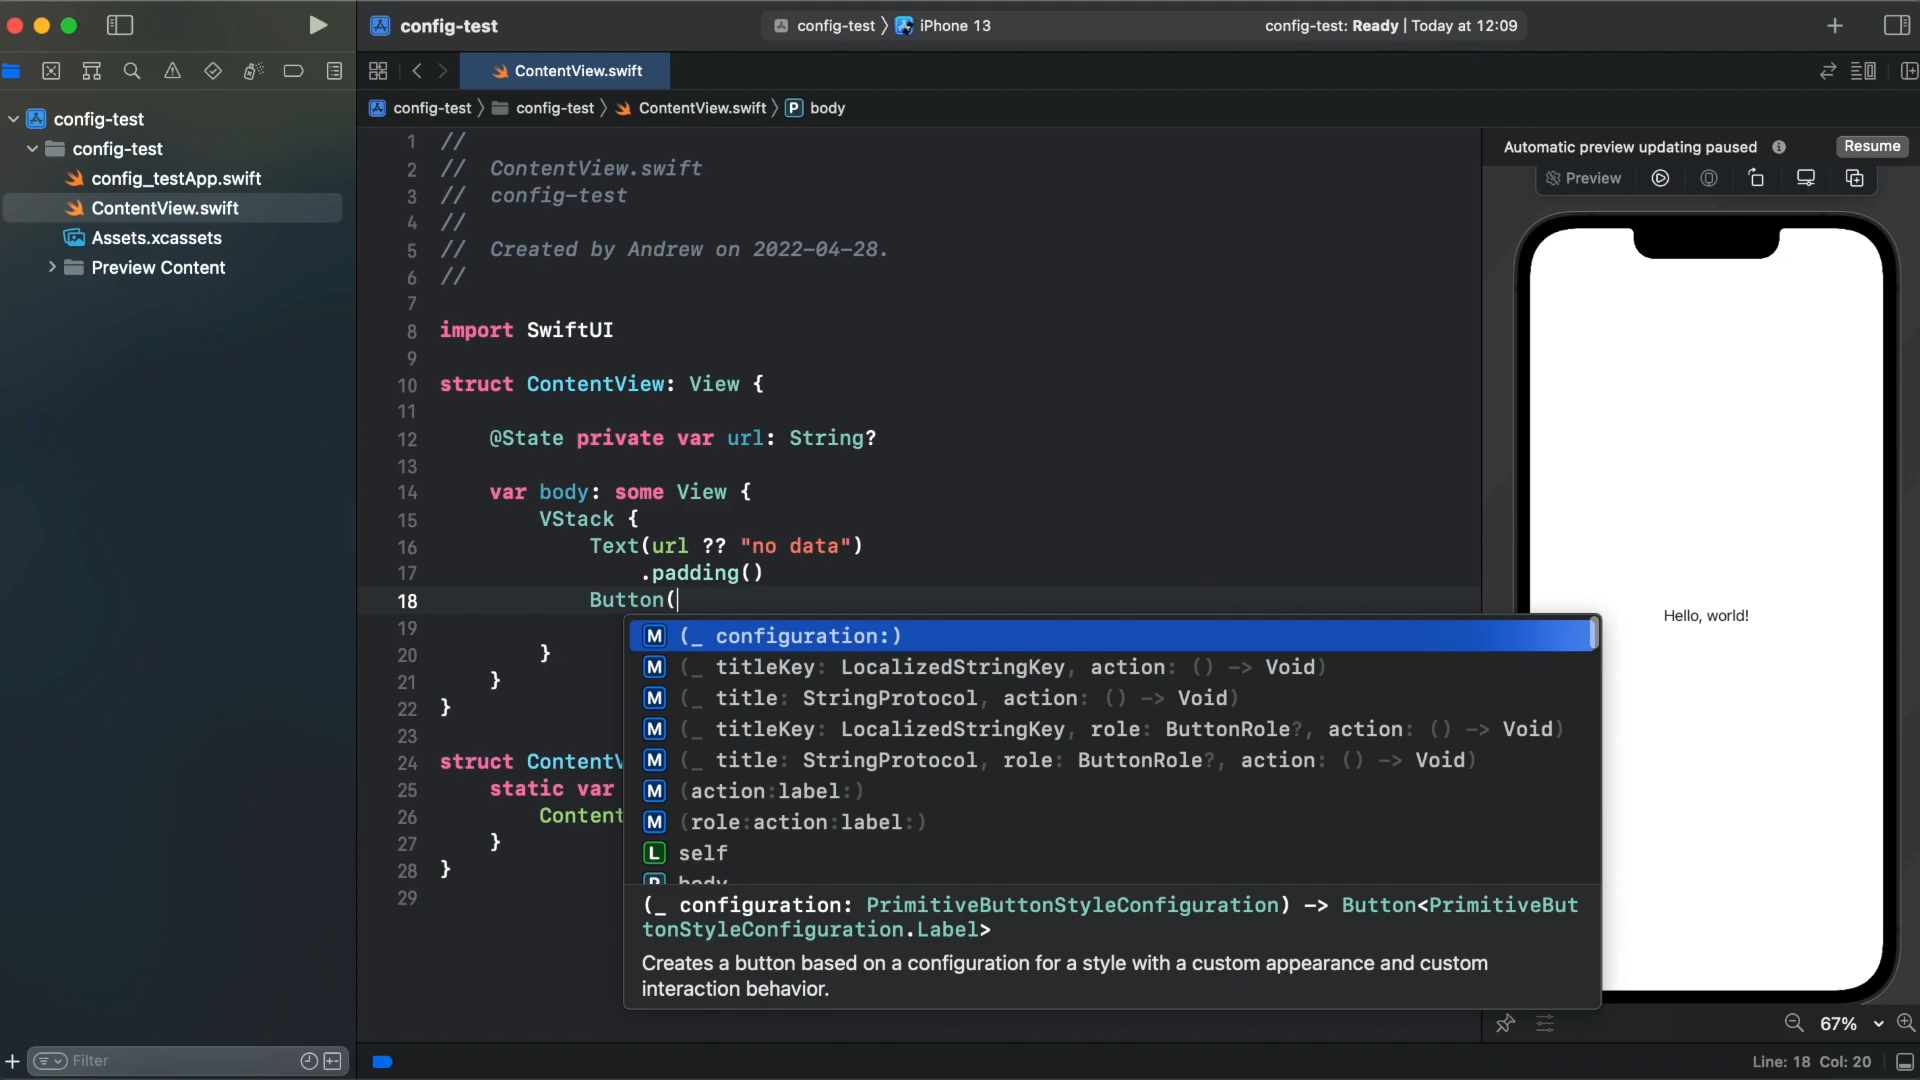 config-test
config-test 〉 iPhone 13
config-test: Ready | Today at 12:09
ContentView.swift
config-test 〉 config-test 〉 ContentView.swift 〉 P body
config-test
config-test
config_testApp.swift
ContentView.swift
Assets.xcassets
Preview Content
1 //
2 //  ContentView.swift
3 //  config-test
4 //
5 //  Created by Andrew on 2022-04-28.
6 //
7
8 import SwiftUI
9
10 struct ContentView: View {
11
12     @State private var url: String?
13
14     var body: some View {
15         VStack {
16             Text(url ?? "no data")
17                 .padding()
18             Button(
19
20         }
21     }
22 }
23
24 struct ContentV
25     static var
26         Content
27     }
28 }
29
M (_ configuration:)
M (_ titleKey: LocalizedStringKey, action: () -> Void)
M (_ title: StringProtocol, action: () -> Void)
M (_ titleKey: LocalizedStringKey, role: ButtonRole?, action: () -> Void)
M (_ title: StringProtocol, role: ButtonRole?, action: () -> Void)
M (action:label:)
M (role:action:label:)
L self
P body
(_ configuration: PrimitiveButtonStyleConfiguration) -> Button<PrimitiveBut
tonStyleConfiguration.Label>
Creates a button based on a configuration for a style with a custom appearance and custom
interaction behavior.
Automatic preview updating paused
Resume
Preview
Hello, world!
67%
Filter
Line: 18 Col: 20